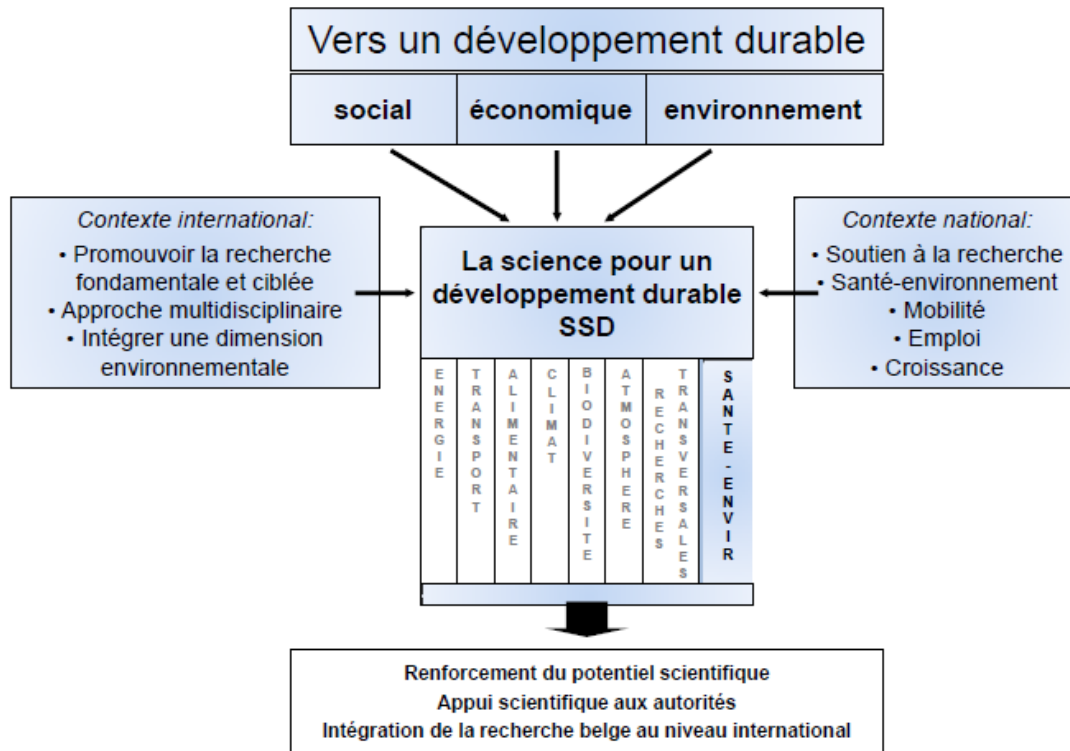 Vers un développement durable
social
économique
environnement
Contexte international:
• Promouvoir la recherche
fondamentale et ciblée
• Approche multidisciplinaire
• Intégrer une dimension
environnementale
La science pour un
développement durable
SSD
Contexte national:
• Soutien à la recherche
• Santé-environnement
• Mobilité
• Emploi
• Croissance
ENERGIE
TRANSPORT
ALIMENTAIRE
CLIMAT
BIODIVERSITE
ATMOSPHERE
RECHERCHES
TRANSVERSALES
SANTE-ENVIR
Renforcement du potentiel scientifique
Appui scientifique aux autorités
Intégration de la recherche belge au niveau international